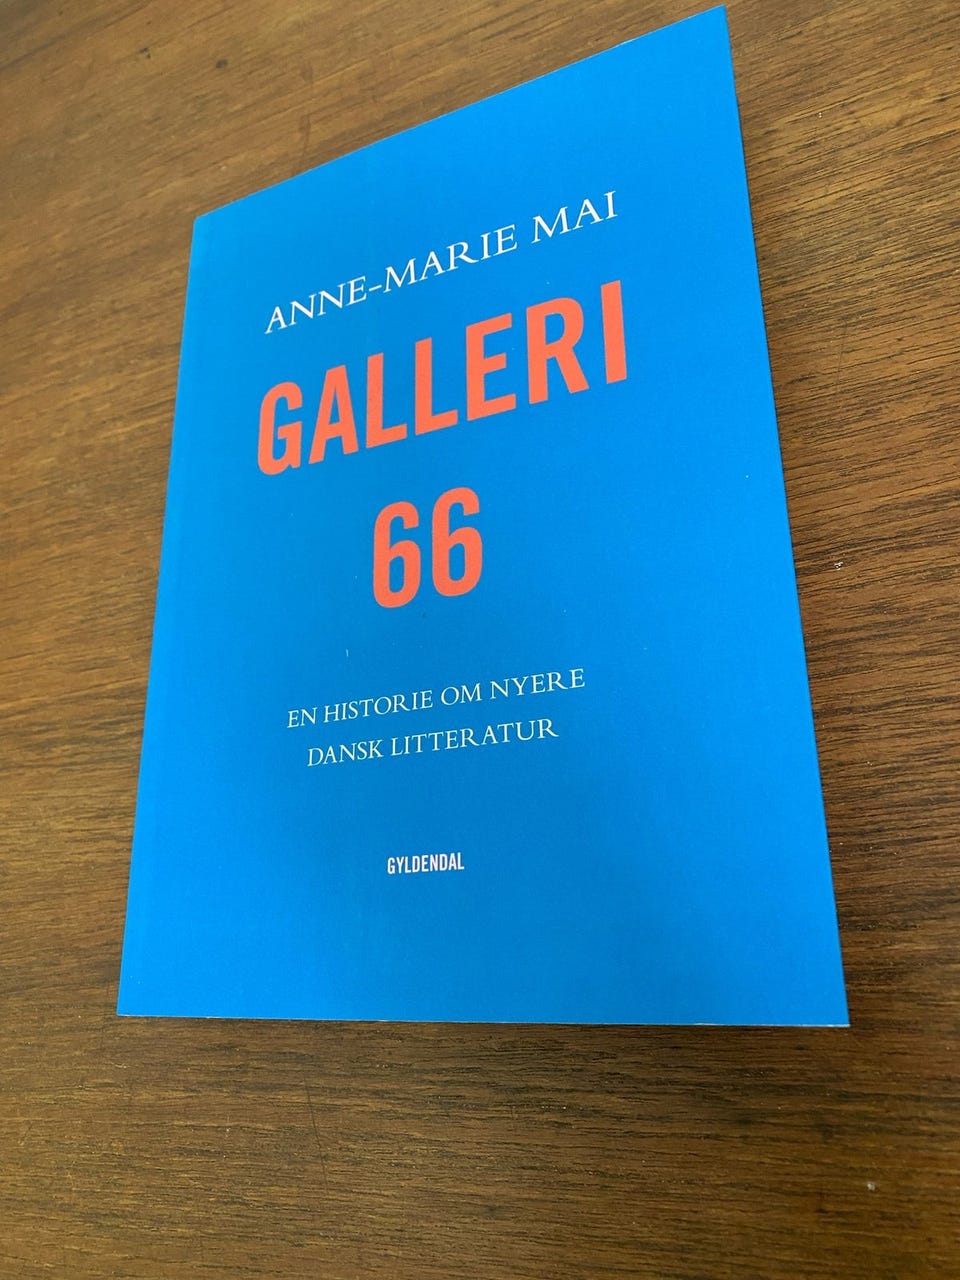 ANNE-MARIE MAI
GALLERI
66
EN HISTORIE OM NYERE
DANSK LITTERATUR
GYLDENDAL